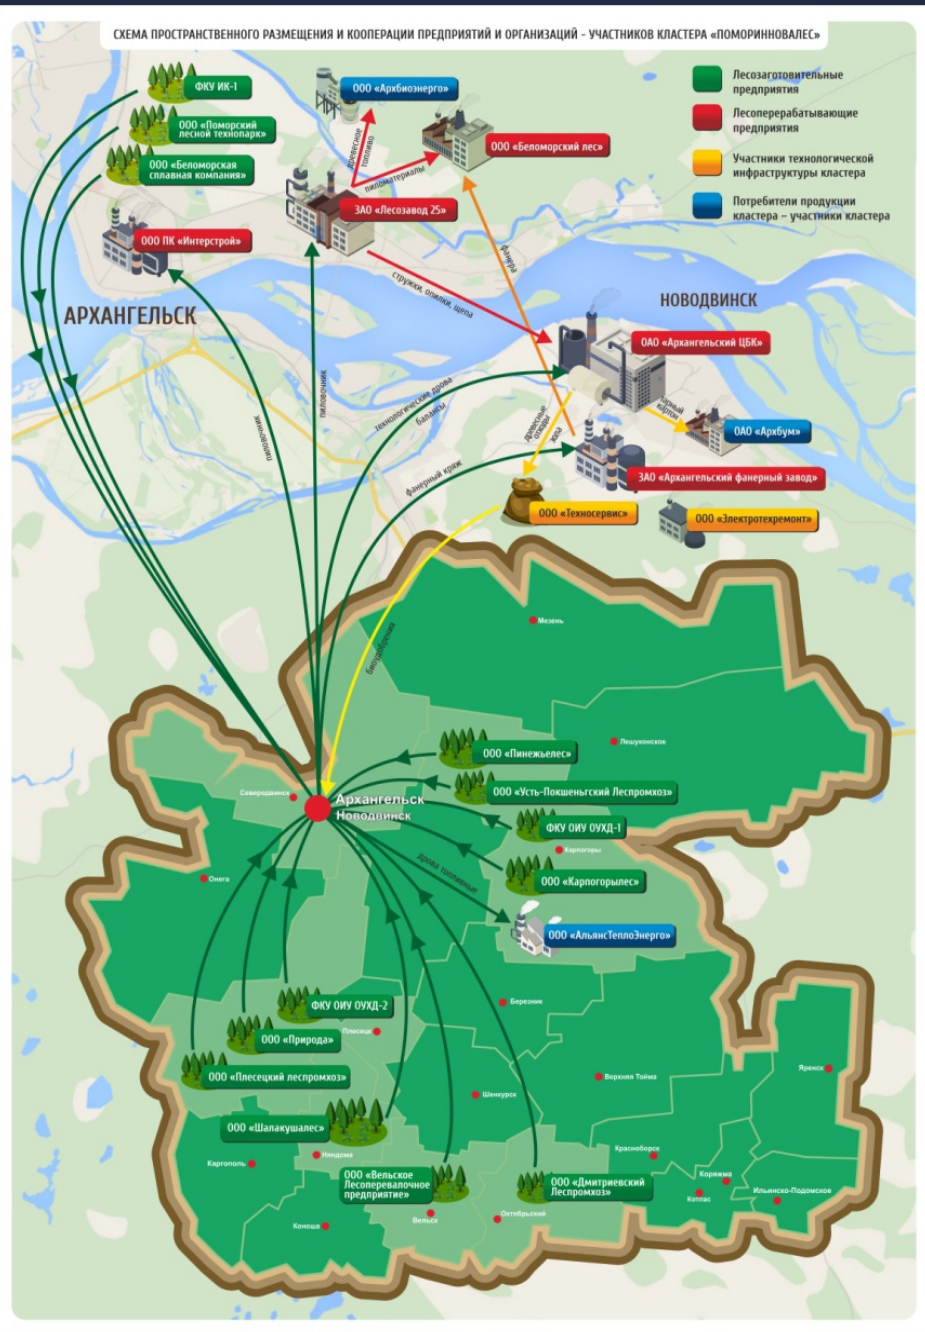 СХЕМА ПРОСТРАНСТВЕННОГО РАЗМЕЩЕНИЯ И КООПЕРАЦИИ ПРЕДПРИЯТИЙ И ОРГАНИЗАЦИЙ - УЧАСТНИКОВ КЛАСТЕРА «ПОМОРИННОВАЛЕС»
Лесозаготовительные
предприятия
Лесоперерабатывающие
предприятия
Участники технологической
инфраструктуры кластера
Потребители продукции
кластера – участники кластера
ФКУ ИК-1
ООО «Поморский
лесной технопарк»
ООО «Беломорская
сплавная компания»
ООО «Архбиоэнерго»
древесное
топливо
ООО «Беломорский лес»
пиломатериалы
ЗАО «Лесозавод 25»
ООО ПК «Интерстрой»
фанера
стружки, опилки, щепа
АРХАНГЕЛЬСК
НОВОДВИНСК
ОАО «Архангельский ЦБК»
пиловочник
пиловочник
технологические дрова
балансы
древесные
отходы
зола
картон
ОАО «Архбум»
фанерный кряж
ЗАО «Архангельский фанерный завод»
ООО «Техносервис»
ООО «Электротехремонт»
биоудобрения
Мезень
Лешуконское
ООО «Пинежьелес»
Северодвинск
Архангельск
Новодвинск
ООО «Усть-Покшеньгский Леспромхоз»
ФКУ ОИУ ОУХД-1
Карпогоры
дрова топливные
Онега
ООО «Карпогорылес»
ООО «АльянсТеплоЭнерго»
ФКУ ОИУ ОУХД-2
Березник
Плесецк
ООО «Природа»
ООО «Плесецкий леспромхоз»
Верхняя Тойма
Яренск
Шенкурск
ООО «Шалакушалес»
Няндома
Каргополь
Красноборск
Коряжма
Котлас
Ильинско-Подомское
ООО «Вельское
Лесоперевалочное
предприятие»
ООО «Дмитриевский
Леспромхоз»
Вельск
Октябрьский
Коноша